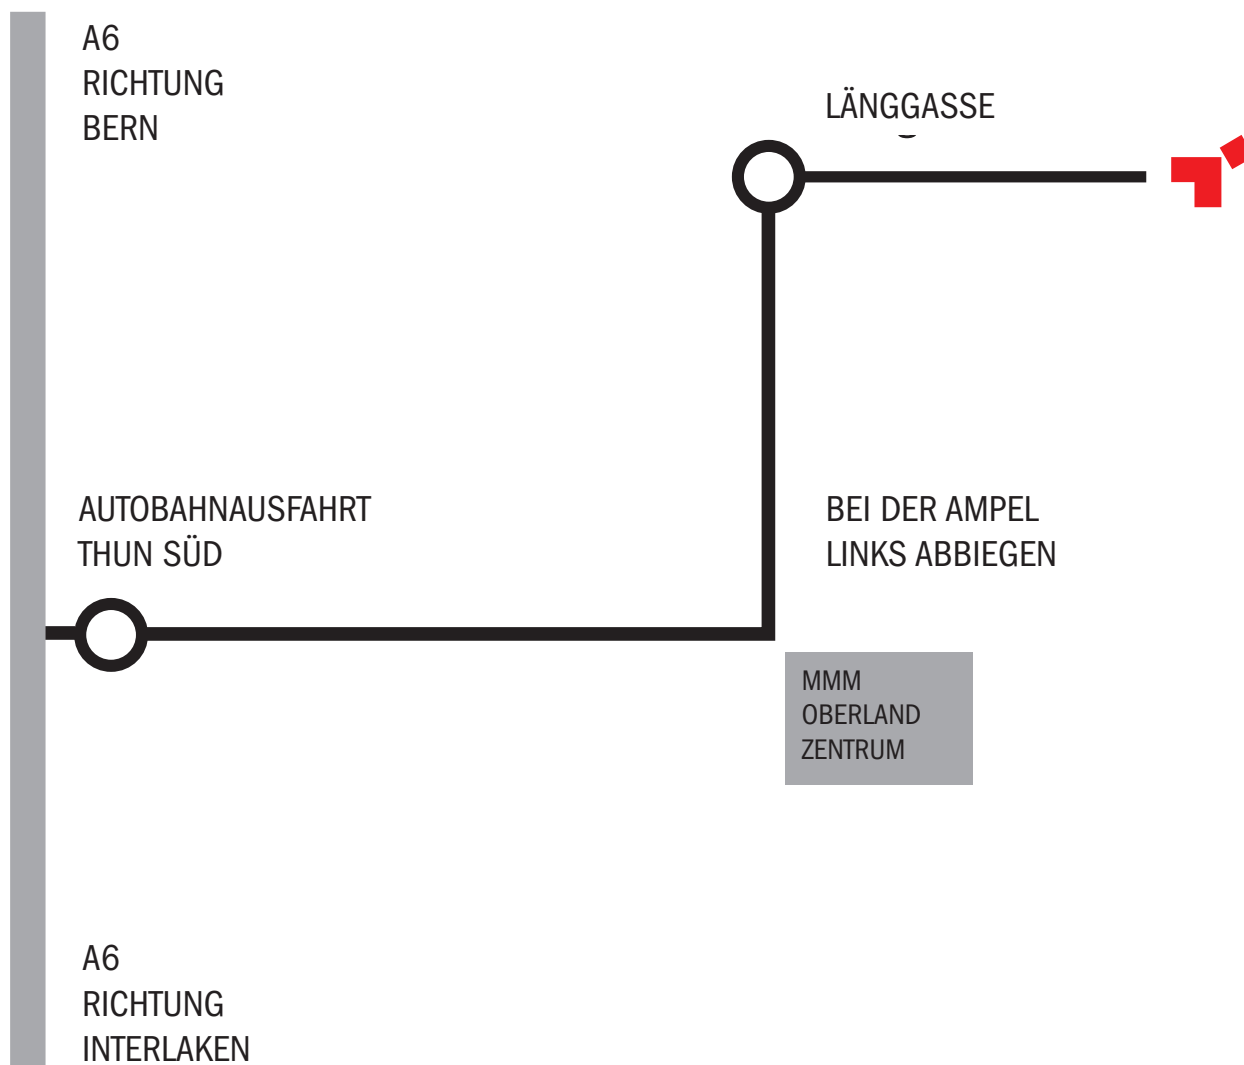 A6
RICHTUNG
BERN
LÄNGGASSE
AUTOBAHNAUSFAHRT
THUN SÜD
BEI DER AMPEL
LINKS ABBIEGEN
MMM
OBERLAND
ZENTRUM
A6
RICHTUNG
INTERLAKEN